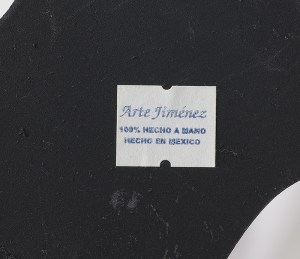 Arte Jiménez
100% HECHO A MANO
HECHO EN MEXICO